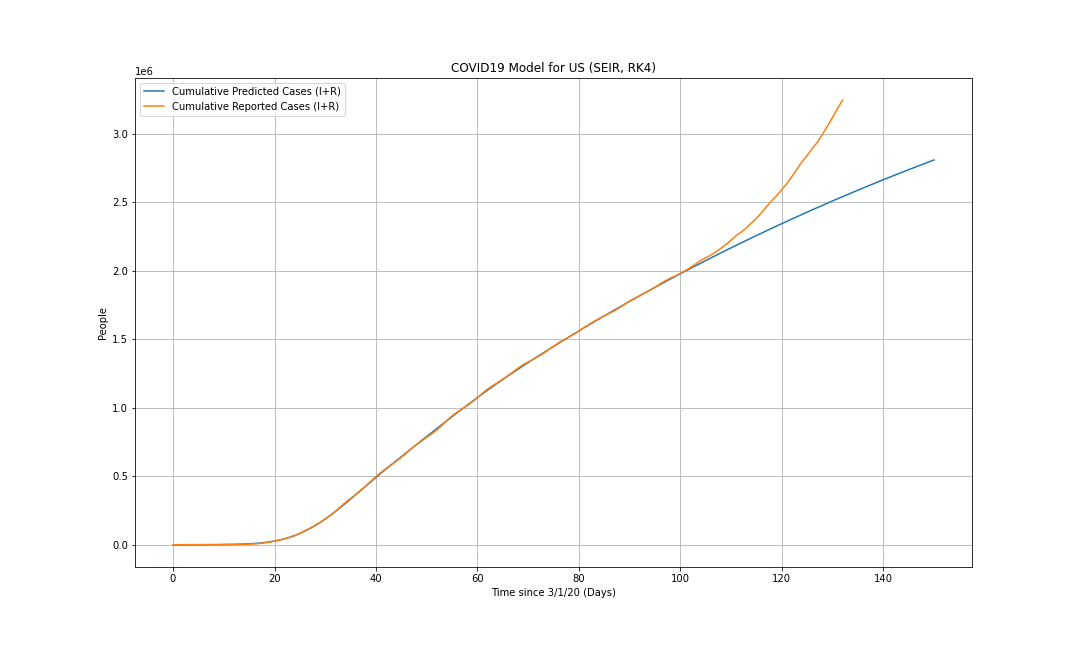 COVID19 Model for US (SEIR, RK4)
1e6
Cumulative Predicted Cases (I+R)
Cumulative Reported Cases (I+R)
3.0
2.5
2.0
1.5
1.0
0.5
0.0
People
0 20 40 60 80 100 120 140
Time since 3/1/20 (Days)